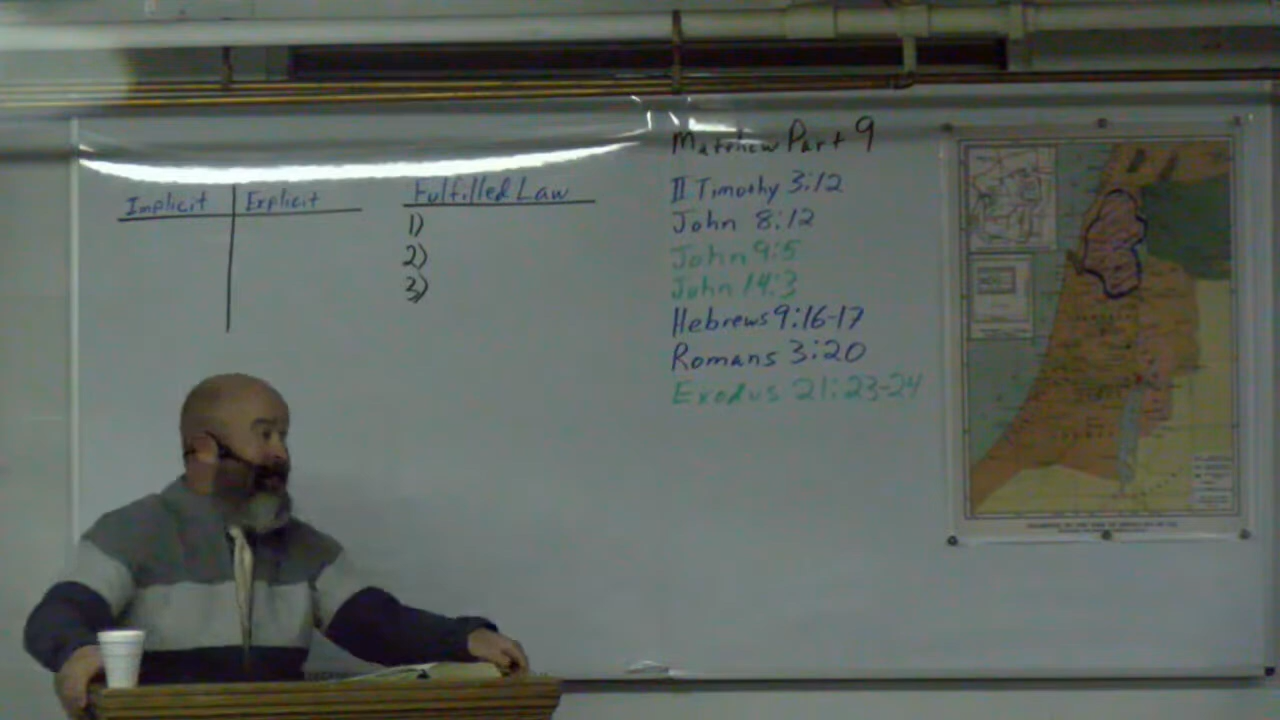 Implicit Explicit
Fulfilled Law
1)
2)
3)
Matthew Part 9
II Timothy 3:12
John 8:12
John 9:5
John 14:3
Hebrews 9:16-17
Romans 3:20
Exodus 21:23-24